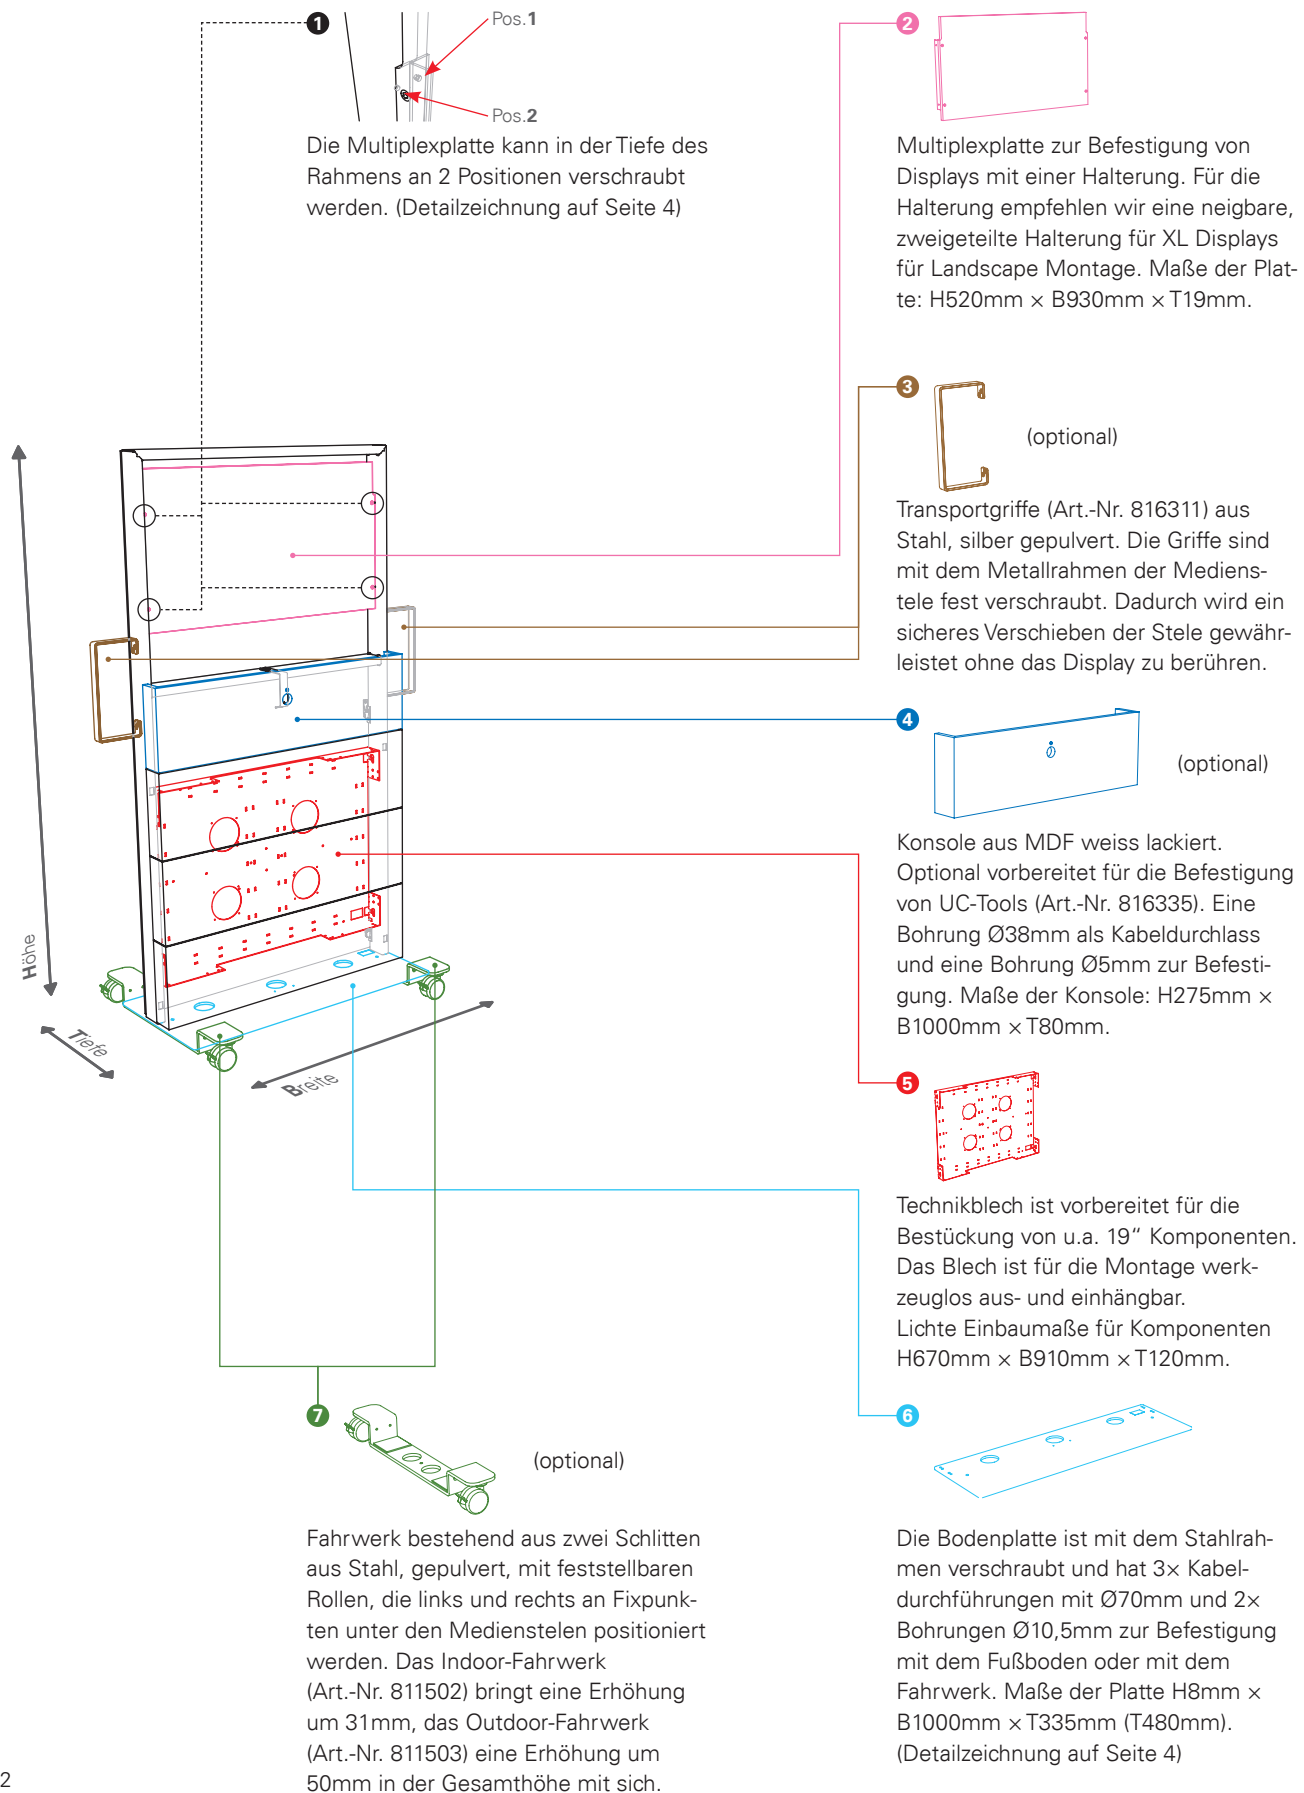 1
Pos.1
Pos.2
Die Multiplexplatte kann in der Tiefe des
Rahmens an 2 Positionen verschraubt
werden. (Detailzeichnung auf Seite 4)
2
Multiplexplatte zur Befestigung von
Displays mit einer Halterung. Für die
Halterung empfehlen wir eine neigbare,
zweigeteilte Halterung für XL Displays
für Landscape Montage. Maße der Plat-
te: H520mm × B930mm × T19mm.
3
(optional)
Transportgriffe (Art.-Nr. 816311) aus
Stahl, silber gepulvert. Die Griffe sind
mit dem Metallrahmen der Mediens-
tele fest verschraubt. Dadurch wird ein
sicheres Verschieben der Stele gewähr-
leistet ohne das Display zu berühren.
4
(optional)
Konsole aus MDF weiss lackiert.
Optional vorbereitet für die Befestigung
von UC-Tools (Art.-Nr. 816335). Eine
Bohrung Ø38mm als Kabeldurchlass
und eine Bohrung Ø5mm zur Befesti-
gung. Maße der Konsole: H275mm ×
B1000mm × T80mm.
Höhe
Tiefe
Breite
5
Technikblech ist vorbereitet für die
Bestückung von u.a. 19“ Komponenten.
Das Blech ist für die Montage werk-
zeuglos aus- und einhängbar.
Lichte Einbaumaße für Komponenten
H670mm × B910mm × T120mm.
7
(optional)
Fahrwerk bestehend aus zwei Schlitten
aus Stahl, gepulvert, mit feststellbaren
Rollen, die links und rechts an Fixpunk-
ten unter den Medienstelen positioniert
werden. Das Indoor-Fahrwerk
(Art.-Nr. 811502) bringt eine Erhöhung
um 31mm, das Outdoor-Fahrwerk
(Art.-Nr. 811503) eine Erhöhung um
50mm in der Gesamthöhe mit sich.
6
Die Bodenplatte ist mit dem Stahlrah-
men verschraubt und hat 3× Kabel-
durchführungen mit Ø70mm und 2×
Bohrungen Ø10,5mm zur Befestigung
mit dem Fußboden oder mit dem
Fahrwerk. Maße der Platte H8mm ×
B1000mm × T335mm (T480mm).
(Detailzeichnung auf Seite 4)
2